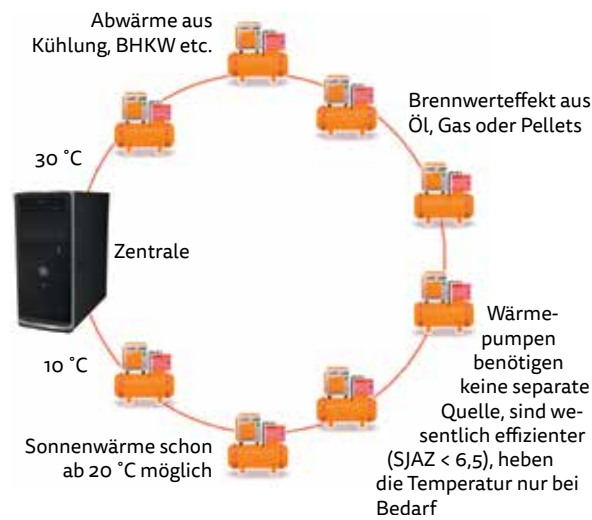 Abwärme aus
Kühlung, BHKW etc.
Brennwerteffekt aus
Öl, Gas oder Pellets
30 °C
Zentrale
10 °C
Wärme-
pumpen
benötigen
keine separate
Quelle, sind we-
sentlich effizienter
(SJAZ < 6,5), heben
die Temperatur nur bei
Bedarf
Sonnenwärme schon
ab 20 °C möglich